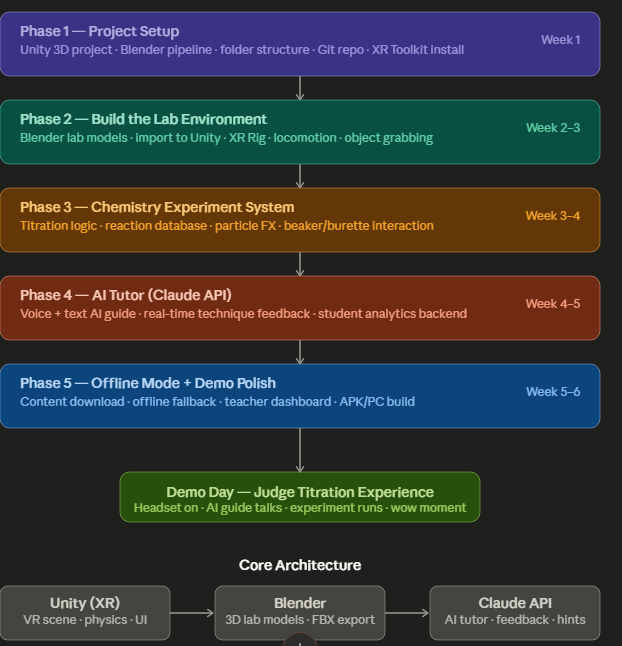 Phase 1 — Project Setup
Week 1
Unity 3D project · Blender pipeline · folder structure · Git repo · XR Toolkit install
Phase 2 — Build the Lab Environment
Week 2–3
Blender lab models · import to Unity · XR Rig · locomotion · object grabbing
Phase 3 — Chemistry Experiment System
Week 3–4
Titration logic · reaction database · particle FX · beaker/burette interaction
Phase 4 — AI Tutor (Claude API)
Week 4–5
Voice + text AI guide · real-time technique feedback · student analytics backend
Phase 5 — Offline Mode + Demo Polish
Week 5–6
Content download · offline fallback · teacher dashboard · APK/PC build
Demo Day — Judge Titration Experience
Headset on · AI guide talks · experiment runs · wow moment
Core Architecture
Unity (XR)
VR scene · physics · UI
Blender
3D lab models · FBX export
Claude API
AI tutor · feedback · hints